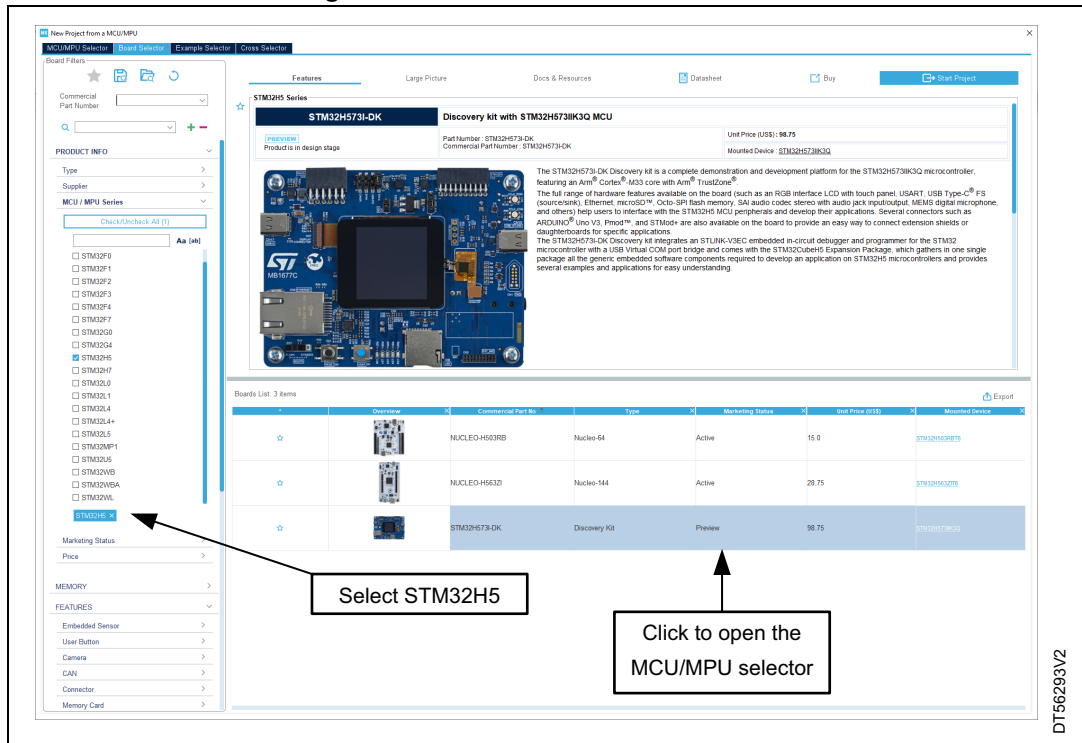 New Project from a MCU/MPU
MCU/MPU Selector Board Selector Example Selector Cross Selector
Board Filters
Commercial
Part Number
PRODUCT INFO
Type
Supplier
MCU / MPU Series
Check/Uncheck All (1)
Aa [ab]
STM32F0
STM32F1
STM32F2
STM32F3
STM32F4
STM32F7
STM32G0
STM32G4
STM32H5
STM32H7
STM32L0
STM32L1
STM32L4
STM32L4+
STM32L5
STM32MP1
STM32U5
STM32WB
STM32WBA
STM32WL
STM32H5 ×
Marketing Status
Price
MEMORY
FEATURES
Embedded Sensor
User Button
Camera
CAN
Connector
Memory Card
Features Large Picture Docs & Resources Datasheet Buy Start Project
STM32H5 Series
STM32H573I-DK Discovery kit with STM32H573IIK3Q MCU
PREVIEW
Product is in design stage
Part Number : STM32H573I-DK
Commercial Part Number : STM32H573I-DK
Unit Price (US$) : 98.75
Mounted Device : STM32H573IIK3Q
MB1677C
The STM32H573I-DK Discovery kit is a complete demonstration and development platform for the STM32H573IIK3Q microcontroller,
featuring an Arm® Cortex®-M33 core with Arm® TrustZone®.
The full range of hardware features available on the board (such as an RGB interface LCD with touch panel, USART, USB Type-C® FS
(source/sink), Ethernet, microSD™, Octo-SPI flash memory, SAI audio codec stereo with audio jack input/output, MEMS digital microphone,
and others) help users to interface with the STM32H5 MCU peripherals and develop their applications. Several connectors such as
ARDUINO® Uno V3, Pmod™, and STMod+ are also available on the board to provide an easy way to connect extension shields or
daughterboards for specific applications.
The STM32H573I-DK Discovery kit integrates an STLINK-V3EC embedded in-circuit debugger and programmer for the STM32
microcontroller with a USB Virtual COM port bridge and comes with the STM32CubeH5 Expansion Package, which gathers in one single
package all the generic embedded software components required to develop an application on STM32H5 microcontrollers and provides
several examples and applications for easy understanding.
Boards List: 3 items
Export
* Overview Commercial Part No Type Marketing Status Unit Price (US$) Mounted Device
NUCLEO-H503RB Nucleo-64 Active 15.0 STM32H503RBT6
NUCLEO-H563ZI Nucleo-144 Active 28.75 STM32H563ZIT6
STM32H573I-DK Discovery Kit Preview 98.75 STM32H573IIK3Q
Select STM32H5
Click to open the
MCU/MPU selector
DT56293V2